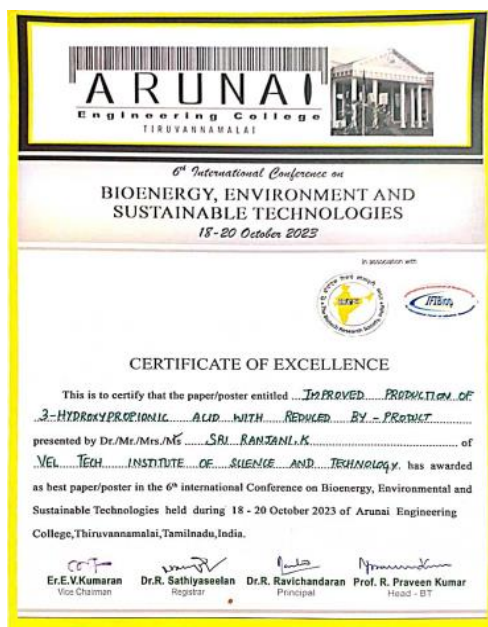 ARUNAI
Engineering College
TIRUVANNAMALAI
6th International Conference on
BIOENERGY, ENVIRONMENT AND
SUSTAINABLE TECHNOLOGIES
18-20 October 2023
In association with
CERTIFICATE OF EXCELLENCE
This is to certify that the paper/poster entitled IMPROVED PRODUCTION OF
3-HYDROXYPROPIONIC ACID WITH REDUCED BY-PRODUCT
presented by Dr./Mr./Mrs./Ms SRI RANJANI.K of
VEL TECH INSTITUTE OF SCIENCE AND TECHNOLOGY. has awarded
as best paper/poster in the 6th international Conference on Bioenergy, Environmental and
Sustainable Technologies held during 18 - 20 October 2023 of Arunai Engineering
College,Thiruvannamalai,Tamilnadu,India.
Er.E.V.Kumaran Dr.R. Sathiyaseelan Dr.R. Ravichandaran Prof. R. Praveen Kumar
Vice Chairman Registrar Principal Head - BT